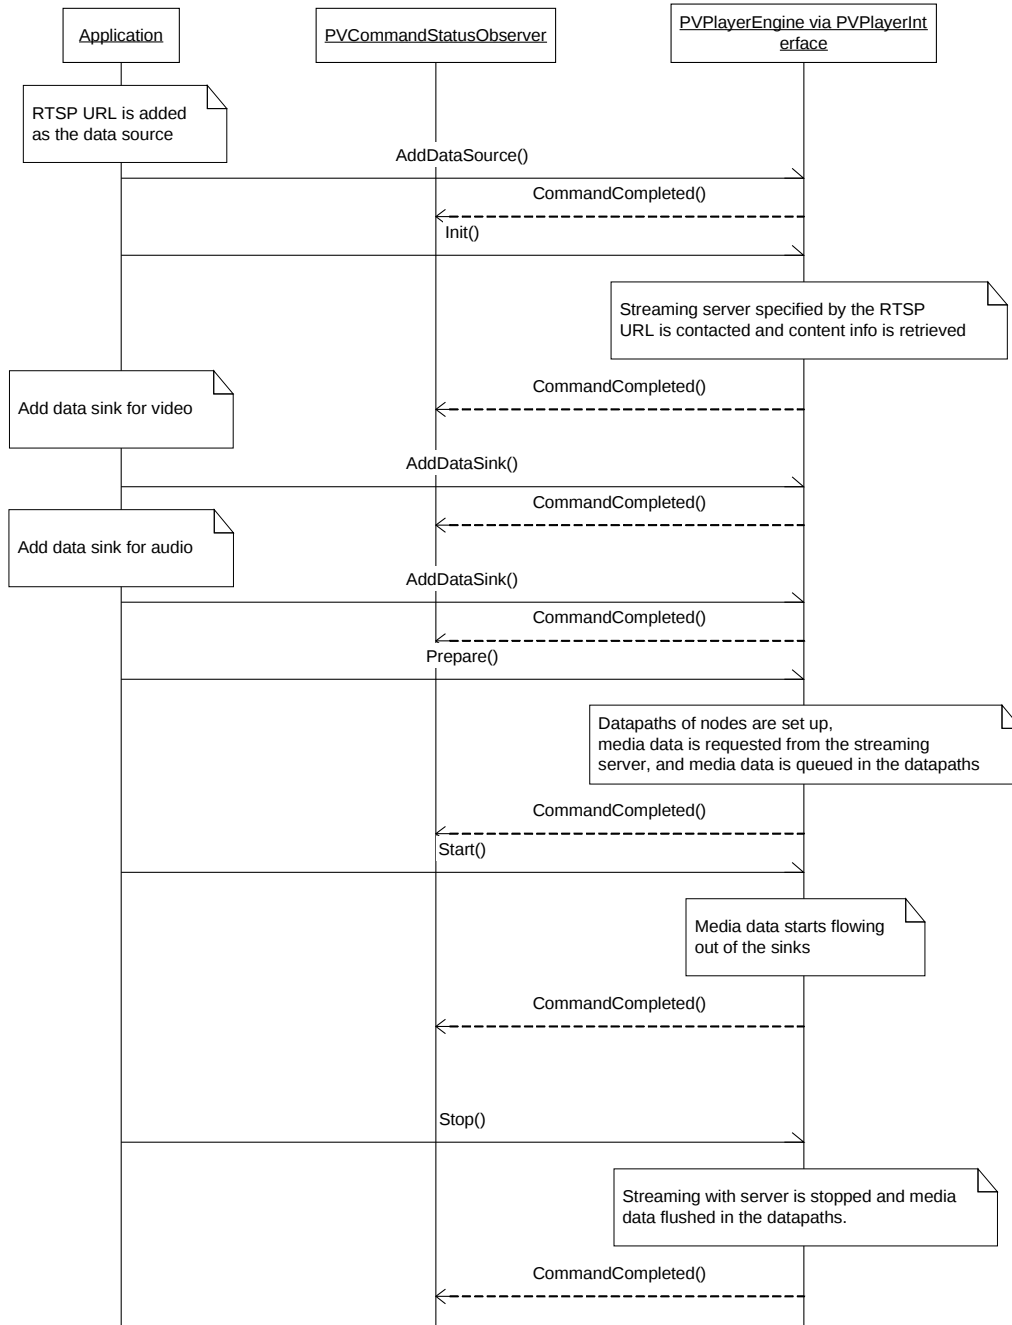 Application
PVCommandStatusObserver
PVPlayerEngine via PVPlayerInt
erface
RTSP URL is added
as the data source
AddDataSource()
CommandCompleted()
Init()
Streaming server specified by the RTSP
URL is contacted and content info is retrieved
CommandCompleted()
Add data sink for video
AddDataSink()
CommandCompleted()
Add data sink for audio
AddDataSink()
CommandCompleted()
Prepare()
Datapaths of nodes are set up,
media data is requested from the streaming
server, and media data is queued in the datapaths
CommandCompleted()
Start()
Media data starts flowing
out of the sinks
CommandCompleted()
Stop()
Streaming with server is stopped and media
data flushed in the datapaths.
CommandCompleted()